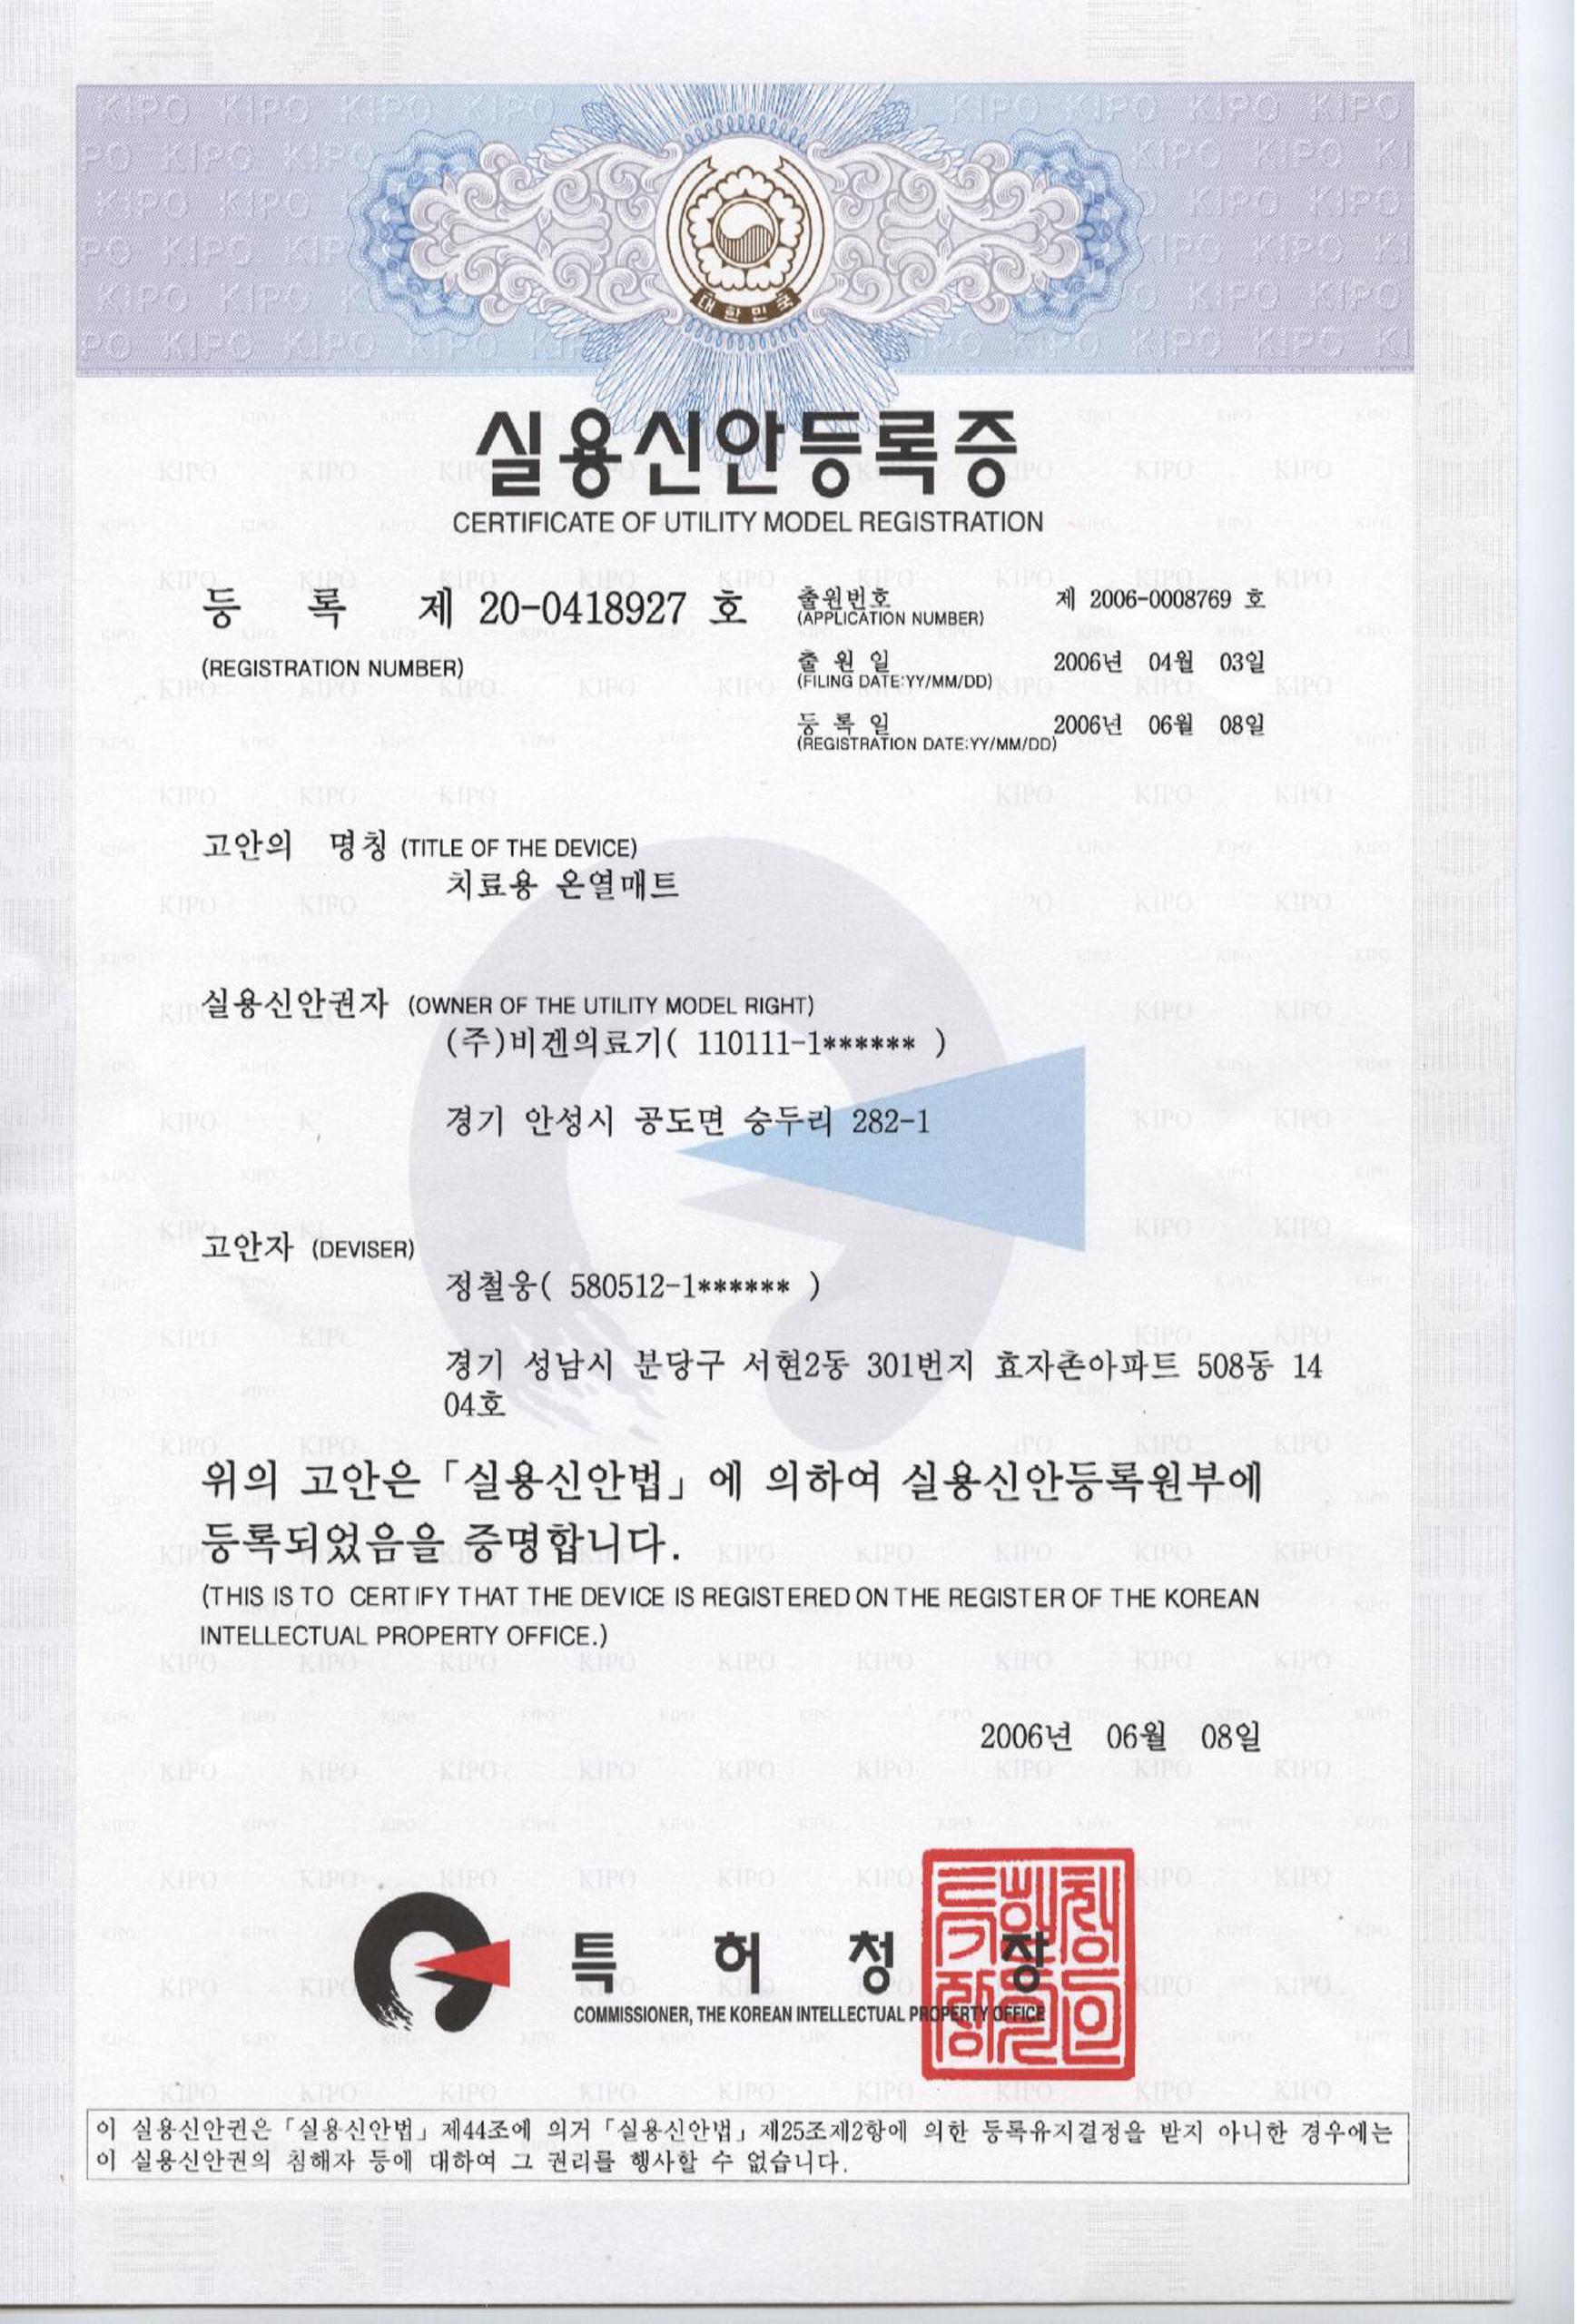 대한민국
실용신안등록증
CERTIFICATE OF UTILITY MODEL REGISTRATION
등 록 제 20-0418927 호
(REGISTRATION NUMBER)
출원번호 제 2006-0008769 호
(APPLICATION NUMBER)
출 원 일 2006년 04월 03일
(FILING DATE:YY/MM/DD)
등 록 일 2006년 06월 08일
(REGISTRATION DATE:YY/MM/DD)
고안의 명칭 (TITLE OF THE DEVICE)
치료용 온열매트
실용신안권자 (OWNER OF THE UTILITY MODEL RIGHT)
(주)비겐의료기( 110111-1****** )
경기 안성시 공도면 숭두리 282-1
고안자 (DEVISER)
정철웅( 580512-1****** )
경기 성남시 분당구 서현2동 301번지 효자촌아파트 508동 14
04호
위의 고안은「실용신안법」에 의하여 실용신안등록원부에
등록되었음을 증명합니다.
(THIS IS TO CERTIFY THAT THE DEVICE IS REGISTERED ON THE REGISTER OF THE KOREAN
INTELLECTUAL PROPERTY OFFICE.)
2006년 06월 08일
특 허 청 장
COMMISSIONER, THE KOREAN INTELLECTUAL PROPERTY OFFICE
이 실용신안권은「실용신안법」제44조에 의거「실용신안법」제25조제2항에 의한 등록유지결정을 받지 아니한 경우에는
이 실용신안권의 침해자 등에 대하여 그 권리를 행사할 수 없습니다.